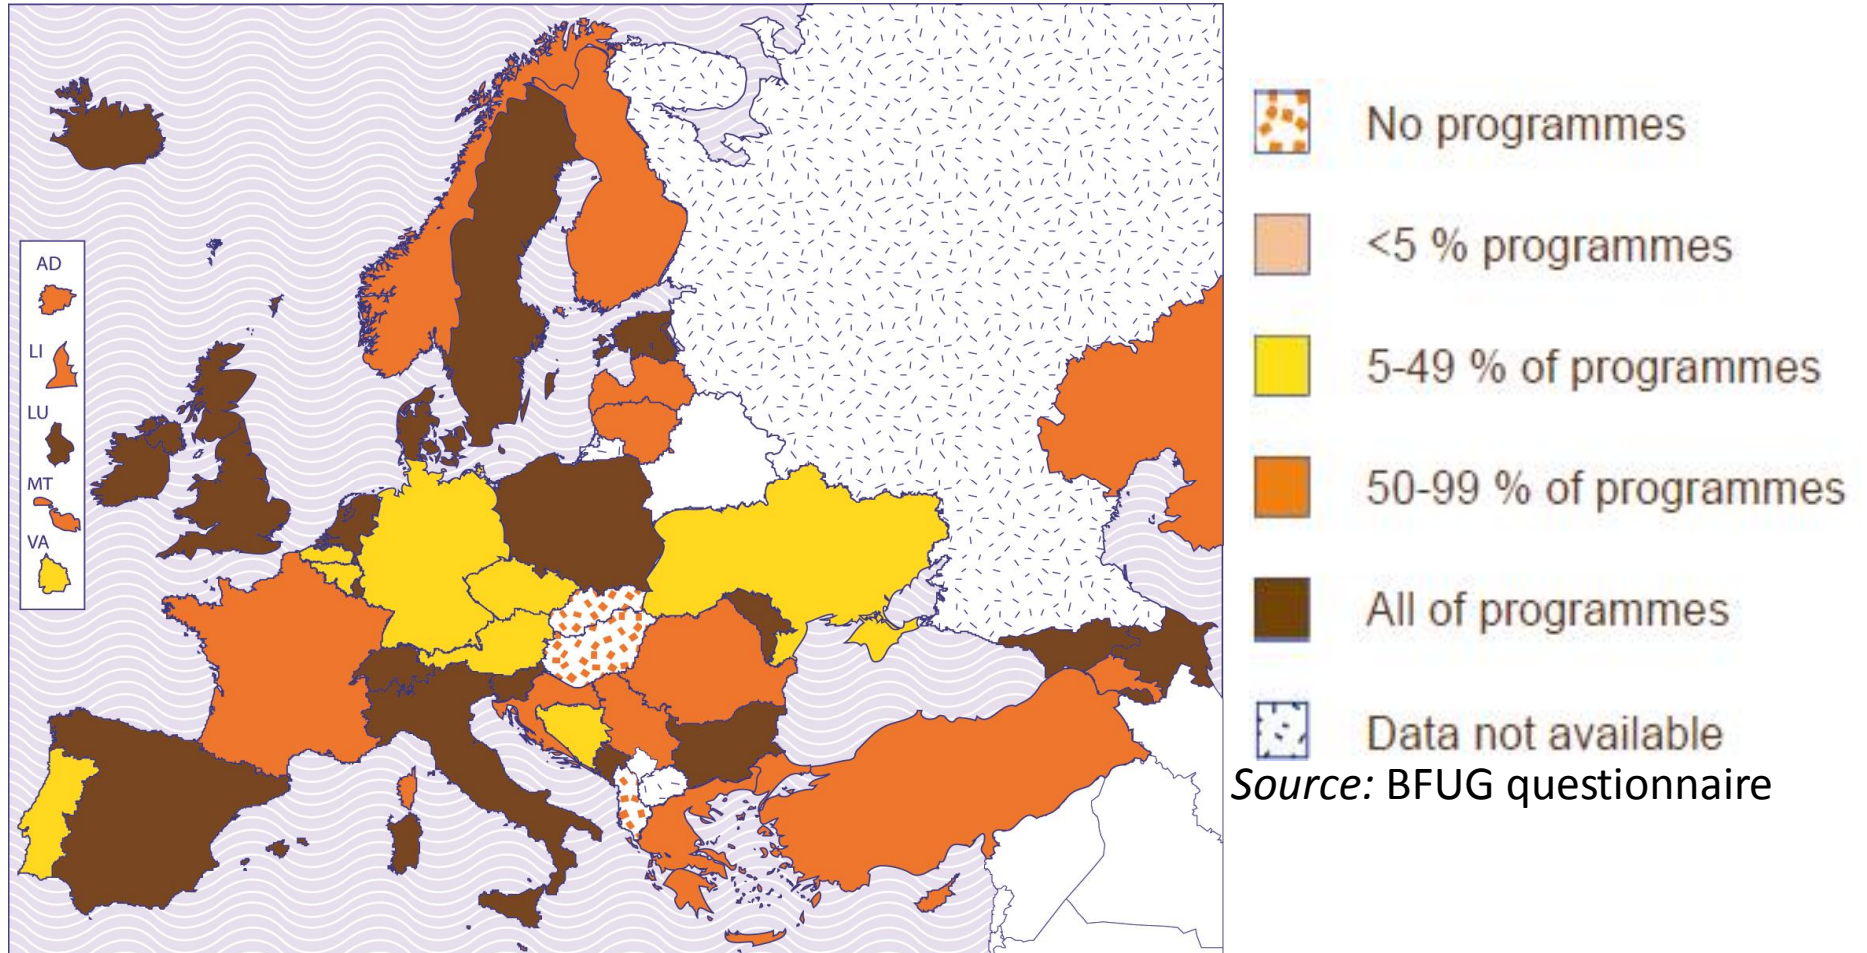 AD
LI
LU
MT
VA
No programmes
<5 % programmes
5-49 % of programmes
50-99 % of programmes
All of programmes
Data not available
Source: BFUG questionnaire